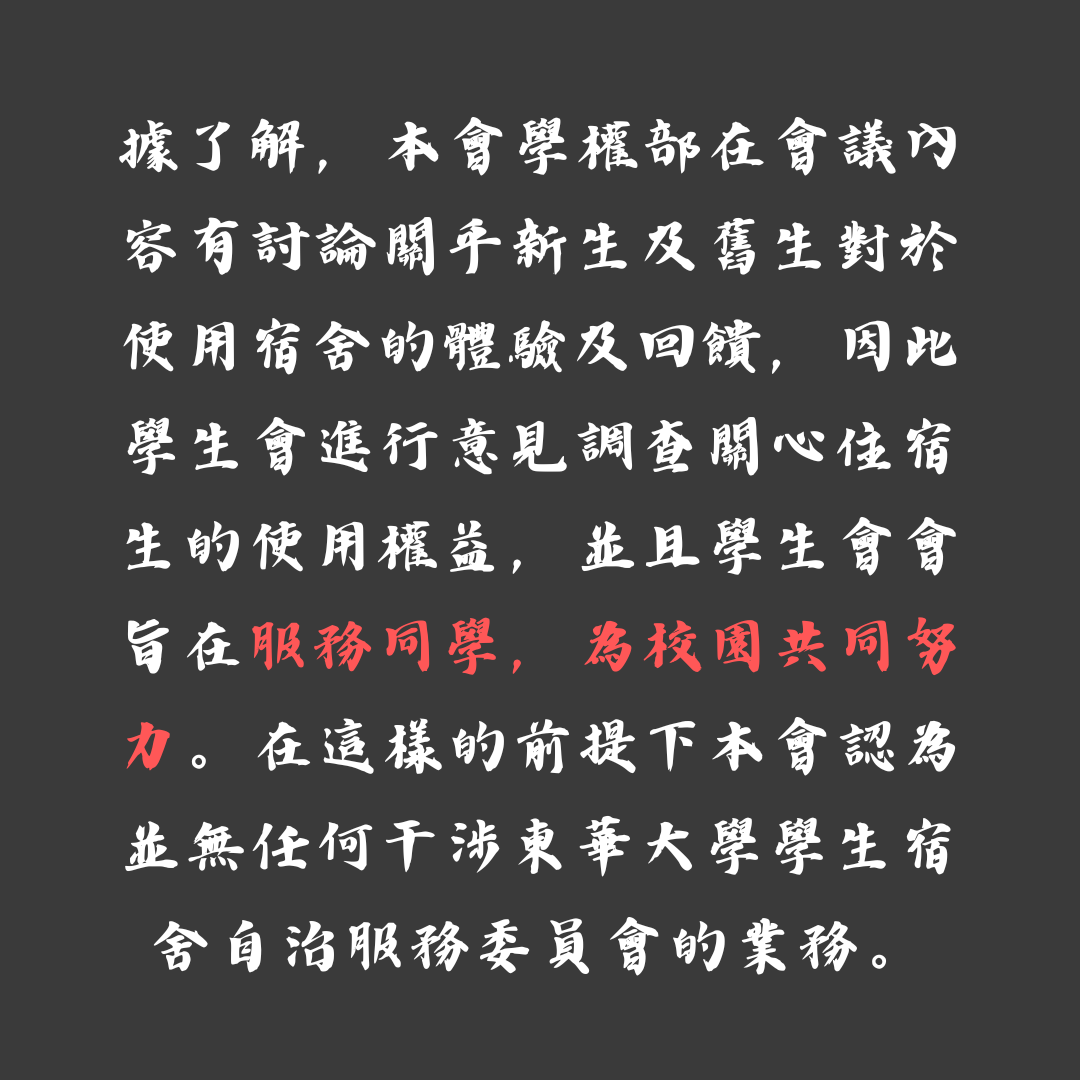 據了解，本會學權部在會議內
容有討論關乎新生及舊生對於
使用宿舍的體驗及回饋，因此
學生會進行意見調查關心住宿
生的使用權益，並且學生會會
旨在服務同學，為校園共同努
力。在這樣的前提下本會認為
並無任何干涉東華大學學生宿
舍自治服務委員會的業務。